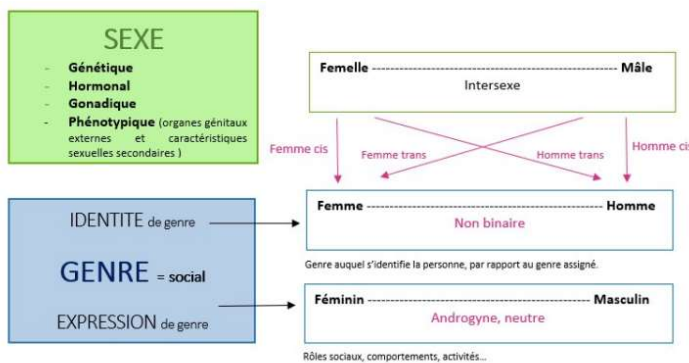 SEXE
- Génétique
- Hormonal
- Gonadique
- Phénotypique (organes génitaux
externes et caractéristiques
sexuelles secondaires )
Femelle ---------------------------------------------------- Mâle
Intersexe
Femme cis
Femme trans
Homme trans
Homme cis
IDENTITE de genre
GENRE = social
EXPRESSION de genre
Femme ------------------------------------------------ Homme
Non binaire
Genre auquel s'identifie la personne, par rapport au genre assigné.
Féminin ---------------------------------------------- Masculin
Androgyne, neutre
Rôles sociaux, comportements, activités...